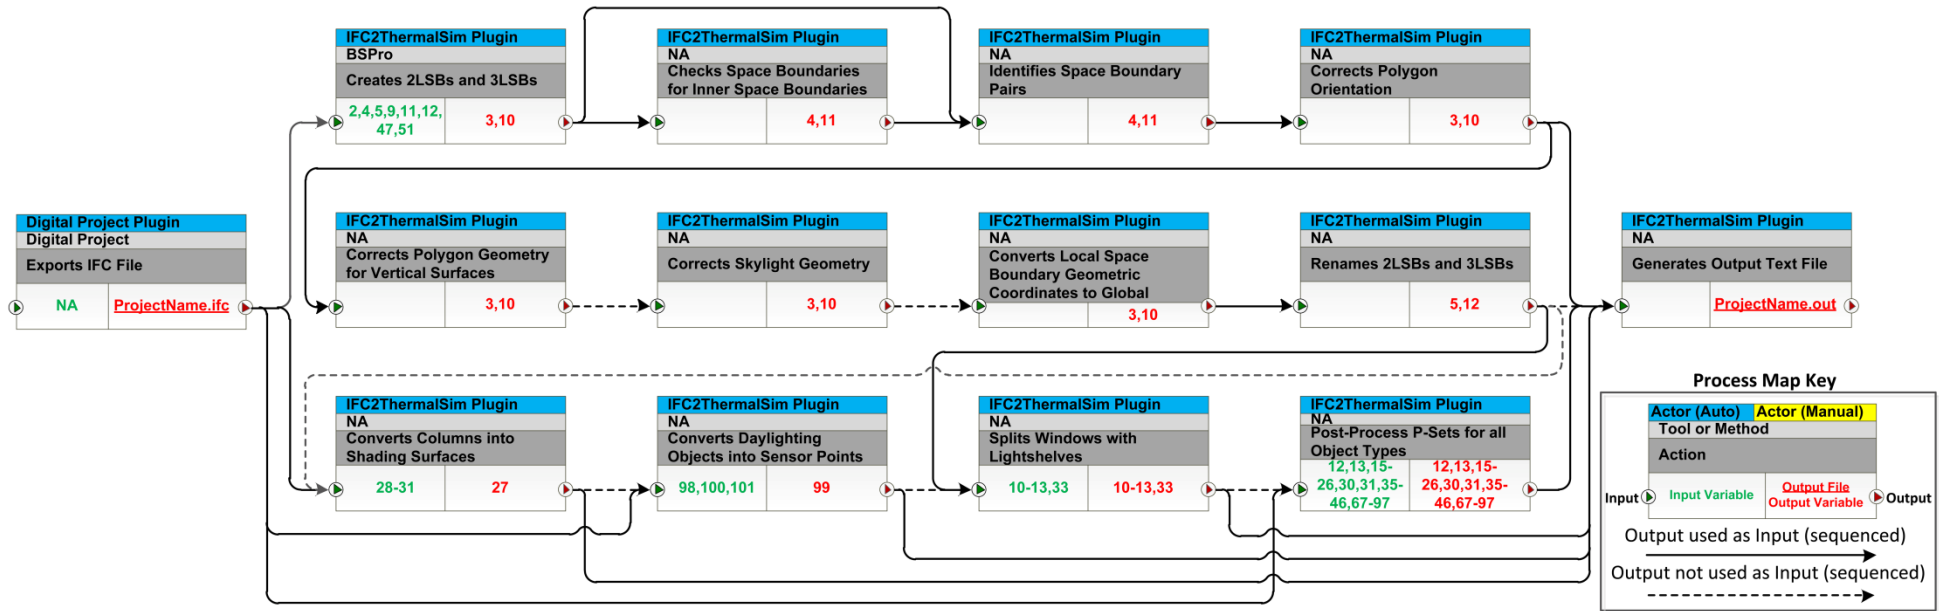 IFC2ThermalSim Plugin
BSPro
Creates 2LSBs and 3LSBs
2,4,5,9,11,12,
47,51
3,10
IFC2ThermalSim Plugin
NA
Checks Space Boundaries
for Inner Space Boundaries
4,11
IFC2ThermalSim Plugin
NA
Identifies Space Boundary
Pairs
4,11
IFC2ThermalSim Plugin
NA
Corrects Polygon
Orientation
3,10
Digital Project Plugin
Digital Project
Exports IFC File
NA
ProjectName.ifc
IFC2ThermalSim Plugin
NA
Corrects Polygon Geometry
for Vertical Surfaces
3,10
IFC2ThermalSim Plugin
NA
Corrects Skylight Geometry
3,10
IFC2ThermalSim Plugin
NA
Converts Local Space
Boundary Geometric
Coordinates to Global
3,10
IFC2ThermalSim Plugin
NA
Renames 2LSBs and 3LSBs
5,12
IFC2ThermalSim Plugin
NA
Generates Output Text File
ProjectName.out
IFC2ThermalSim Plugin
NA
Converts Columns into
Shading Surfaces
28-31
27
IFC2ThermalSim Plugin
NA
Converts Daylighting
Objects into Sensor Points
98,100,101
99
IFC2ThermalSim Plugin
NA
Splits Windows with
Lightshelves
10-13,33
10-13,33
IFC2ThermalSim Plugin
NA
Post-Process P-Sets for all
Object Types
12,13,15-
26,30,31,35-
46,67-97
12,13,15-
26,30,31,35-
46,67-97
Process Map Key
Actor (Auto)
Actor (Manual)
Tool or Method
Action
Input
Input Variable
Output File
Output Variable
Output
Output used as Input (sequenced)
Output not used as Input (sequenced)